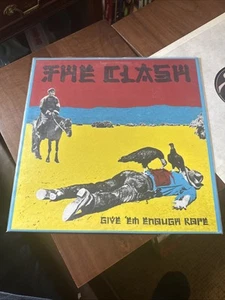 THE CLASH
GIVE 'EM ENOUGH ROPE